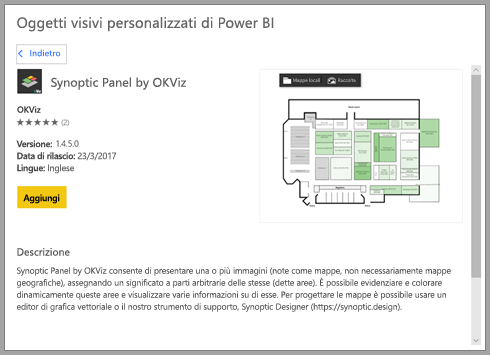 Oggetti visivi personalizzati di Power BI
Indietro
Synoptic Panel by OKViz
OKViz
(2)
Versione: 1.4.5.0
Data di rilascio: 23/3/2017
Lingue: Inglese
Aggiungi
Mappe locali
Raccolta
Descrizione
Synoptic Panel by OKViz consente di presentare una o più immagini (note come mappe, non necessariamente mappe
geografiche), assegnando un significato a parti arbitrarie delle stesse (dette aree). È possibile evidenziare e colorare
dinamicamente queste aree e visualizzare varie informazioni su di esse. Per progettare le mappe è possibile usare un
editor di grafica vettoriale o il nostro strumento di supporto, Synoptic Designer (https://synoptic.design).